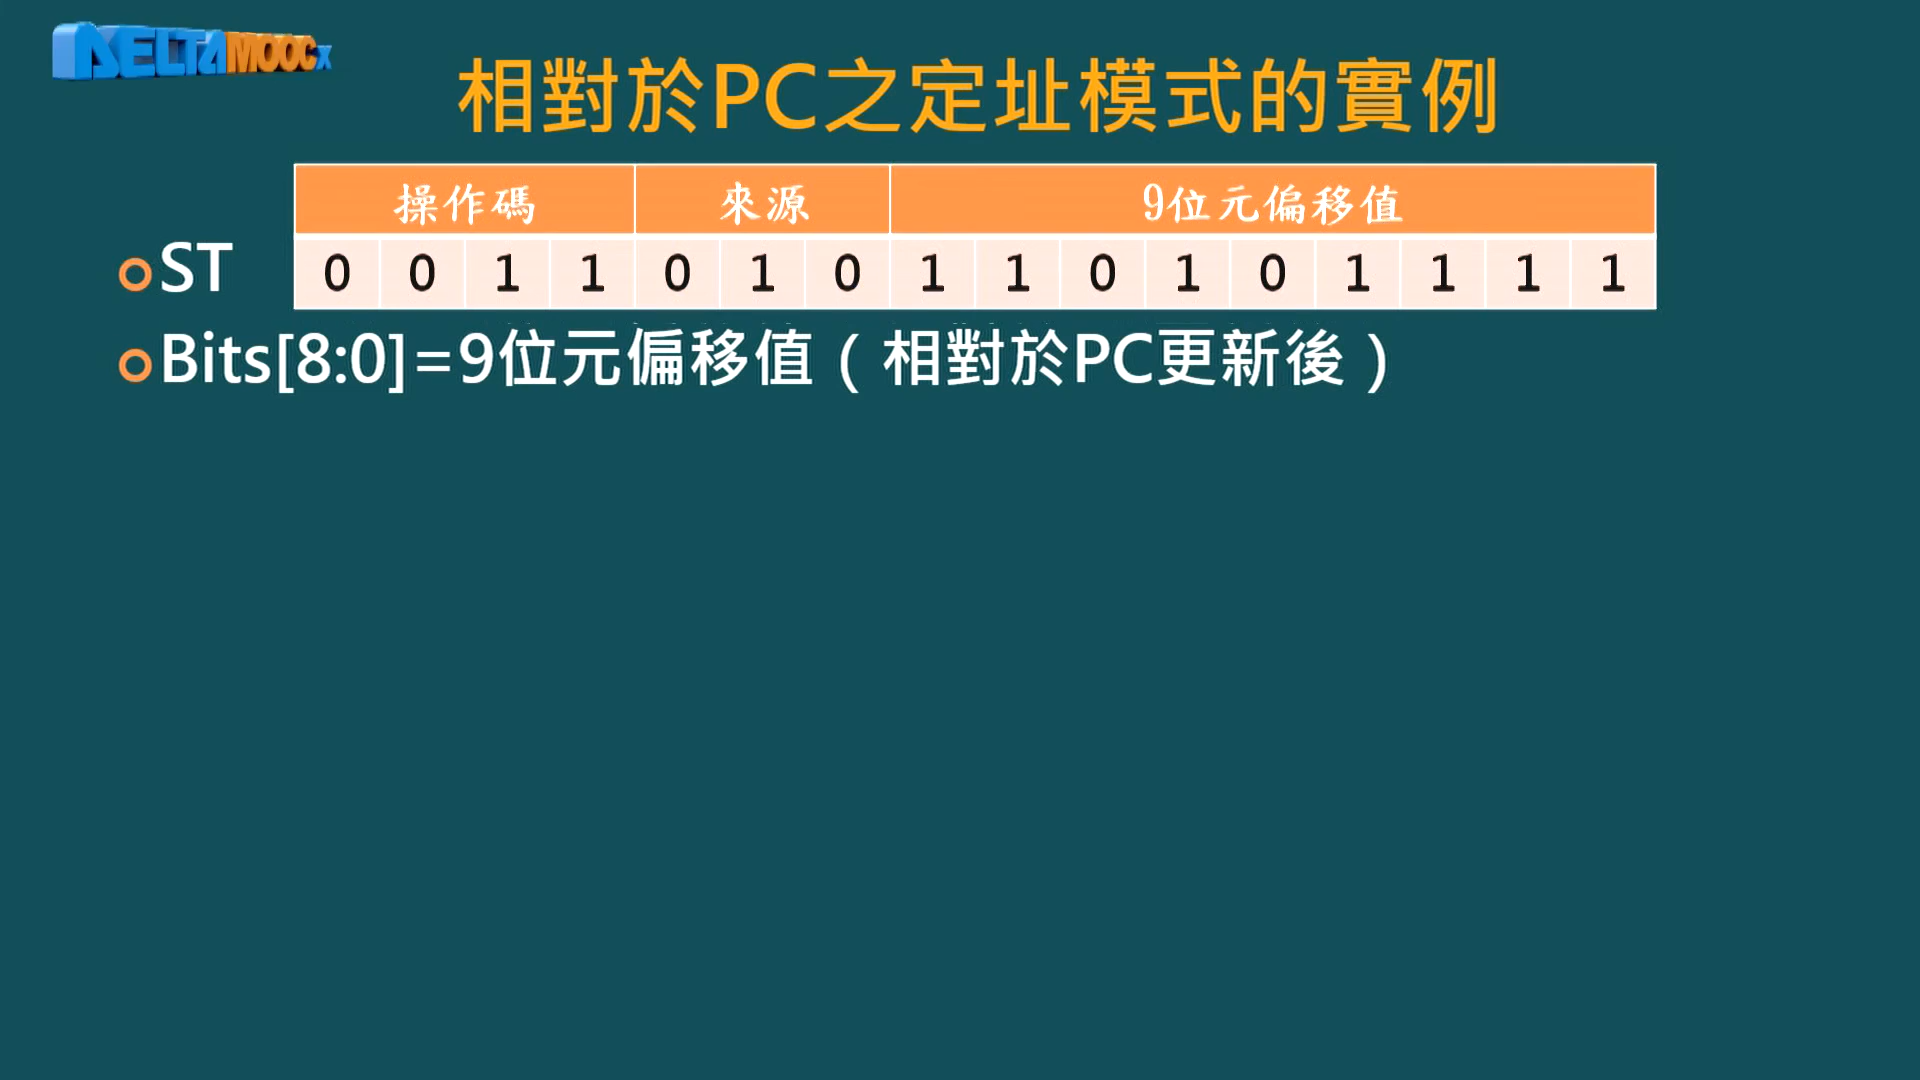 DELTAMOOCx
相對於PC之定址模式的實例
操作碼 來源 9位元偏移值
ST 0 0 1 1 0 1 0 1 1 0 1 0 1 1 1 1
Bits[8:0]=9位元偏移值（相對於PC更新後）